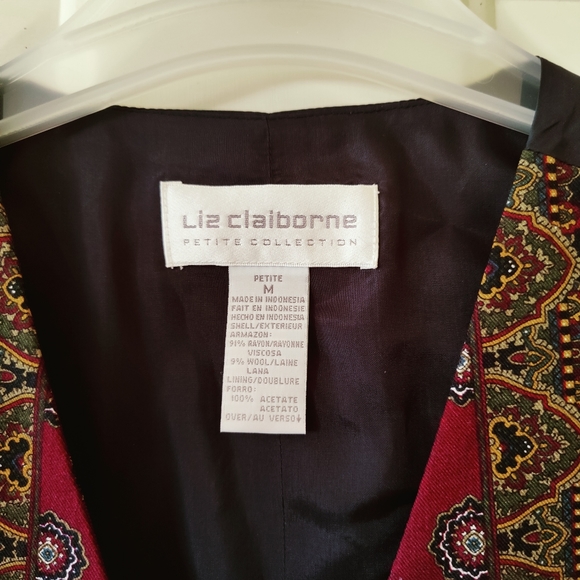 Liz claiborne
PETITE COLLECTION
PETITE
M
MADE IN INDONESIA
FAIT EN INDONESIE
HECHO EN INDONESIA
SHELL/EXTERIEUR
ARMAZON:
91% RAYON/RAYONNE
VISCOSA
9% WOOL/LAINE
LANA
LINING/DOUBLURE
FORRO:
100% ACETATE
ACETATO
OVER/AU VERSO